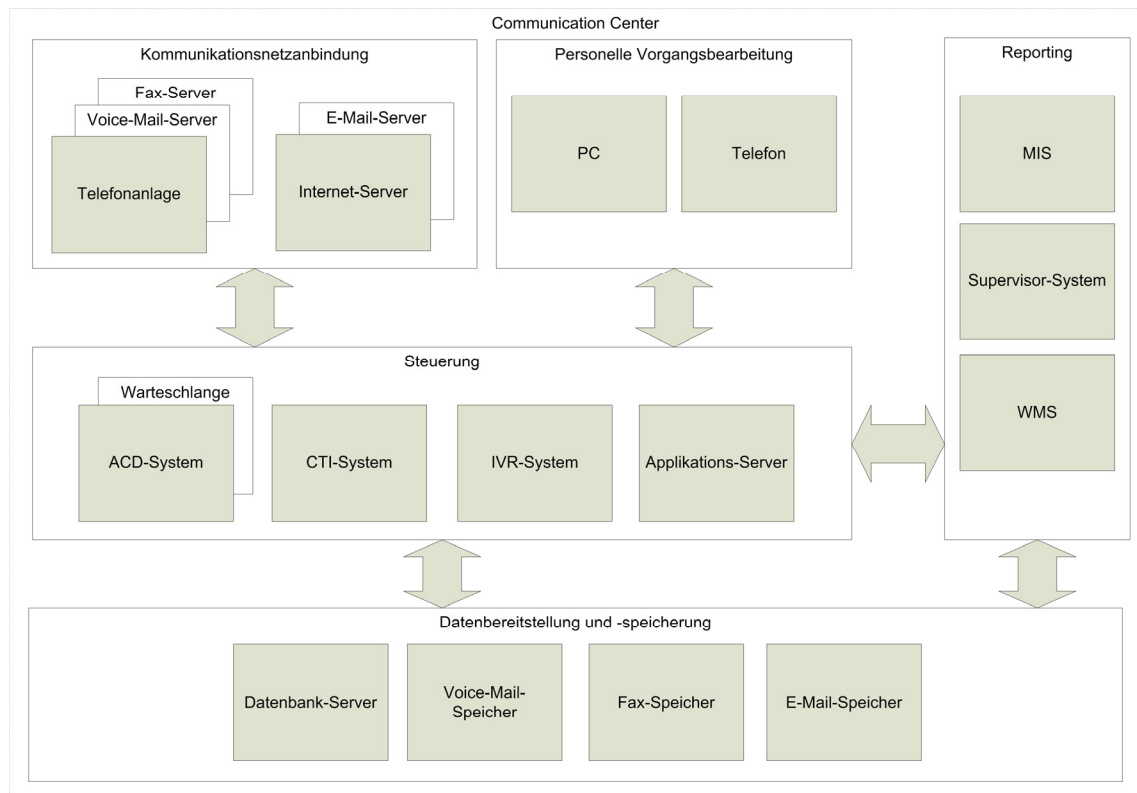 Communication Center
Kommunikationsnetzanbindung
Fax-Server
Voice-Mail-Server
Telefonanlage
E-Mail-Server
Internet-Server
Personelle Vorgangsbearbeitung
PC
Telefon
Reporting
MIS
Supervisor-System
WMS
Steuerung
Warteschlange
ACD-System
CTI-System
IVR-System
Applikations-Server
Datenbereitstellung und -speicherung
Datenbank-Server
Voice-Mail-
Speicher
Fax-Speicher
E-Mail-Speicher